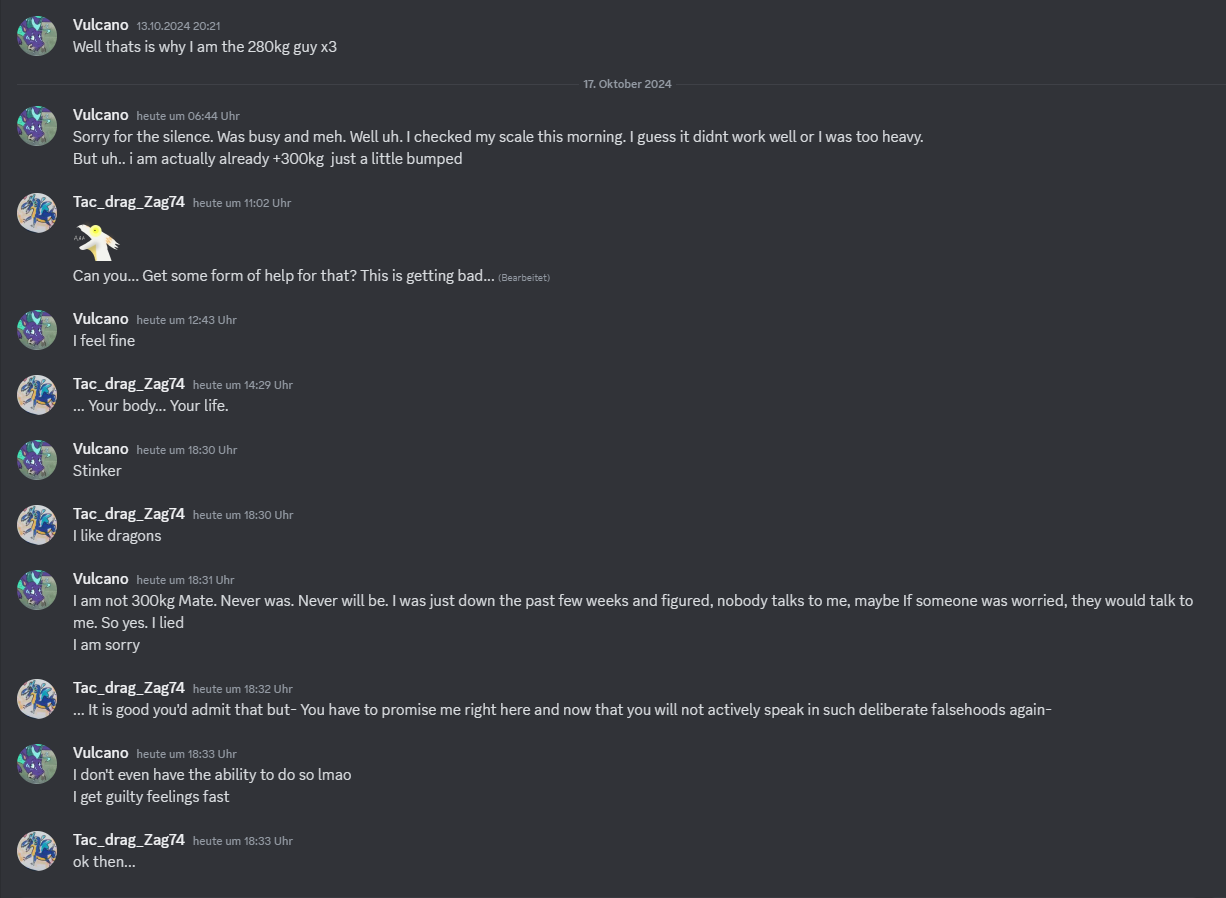 Vulcano 13.10.2024 20:21
Well thats is why I am the 280kg guy x3
17. Oktober 2024
Vulcano heute um 06:44 Uhr
Sorry for the silence. Was busy and meh. Well uh. I checked my scale this morning. I guess it didnt work well or I was too heavy.
But uh.. i am actually already +300kg just a little bumped
Tac_drag_Zag74 heute um 11:02 Uhr
Can you... Get some form of help for that? This is getting bad... (Bearbeitet)
Vulcano heute um 12:43 Uhr
I feel fine
Tac_drag_Zag74 heute um 14:29 Uhr
... Your body... Your life.
Vulcano heute um 18:30 Uhr
Stinker
Tac_drag_Zag74 heute um 18:30 Uhr
I like dragons
Vulcano heute um 18:31 Uhr
I am not 300kg Mate. Never was. Never will be. I was just down the past few weeks and figured, nobody talks to me, maybe If someone was worried, they would talk to
me. So yes. I lied
I am sorry
Tac_drag_Zag74 heute um 18:32 Uhr
... It is good you'd admit that but- You have to promise me right here and now that you will not actively speak in such deliberate falsehoods again-
Vulcano heute um 18:33 Uhr
I don't even have the ability to do so lmao
I get guilty feelings fast
Tac_drag_Zag74 heute um 18:33 Uhr
ok then...